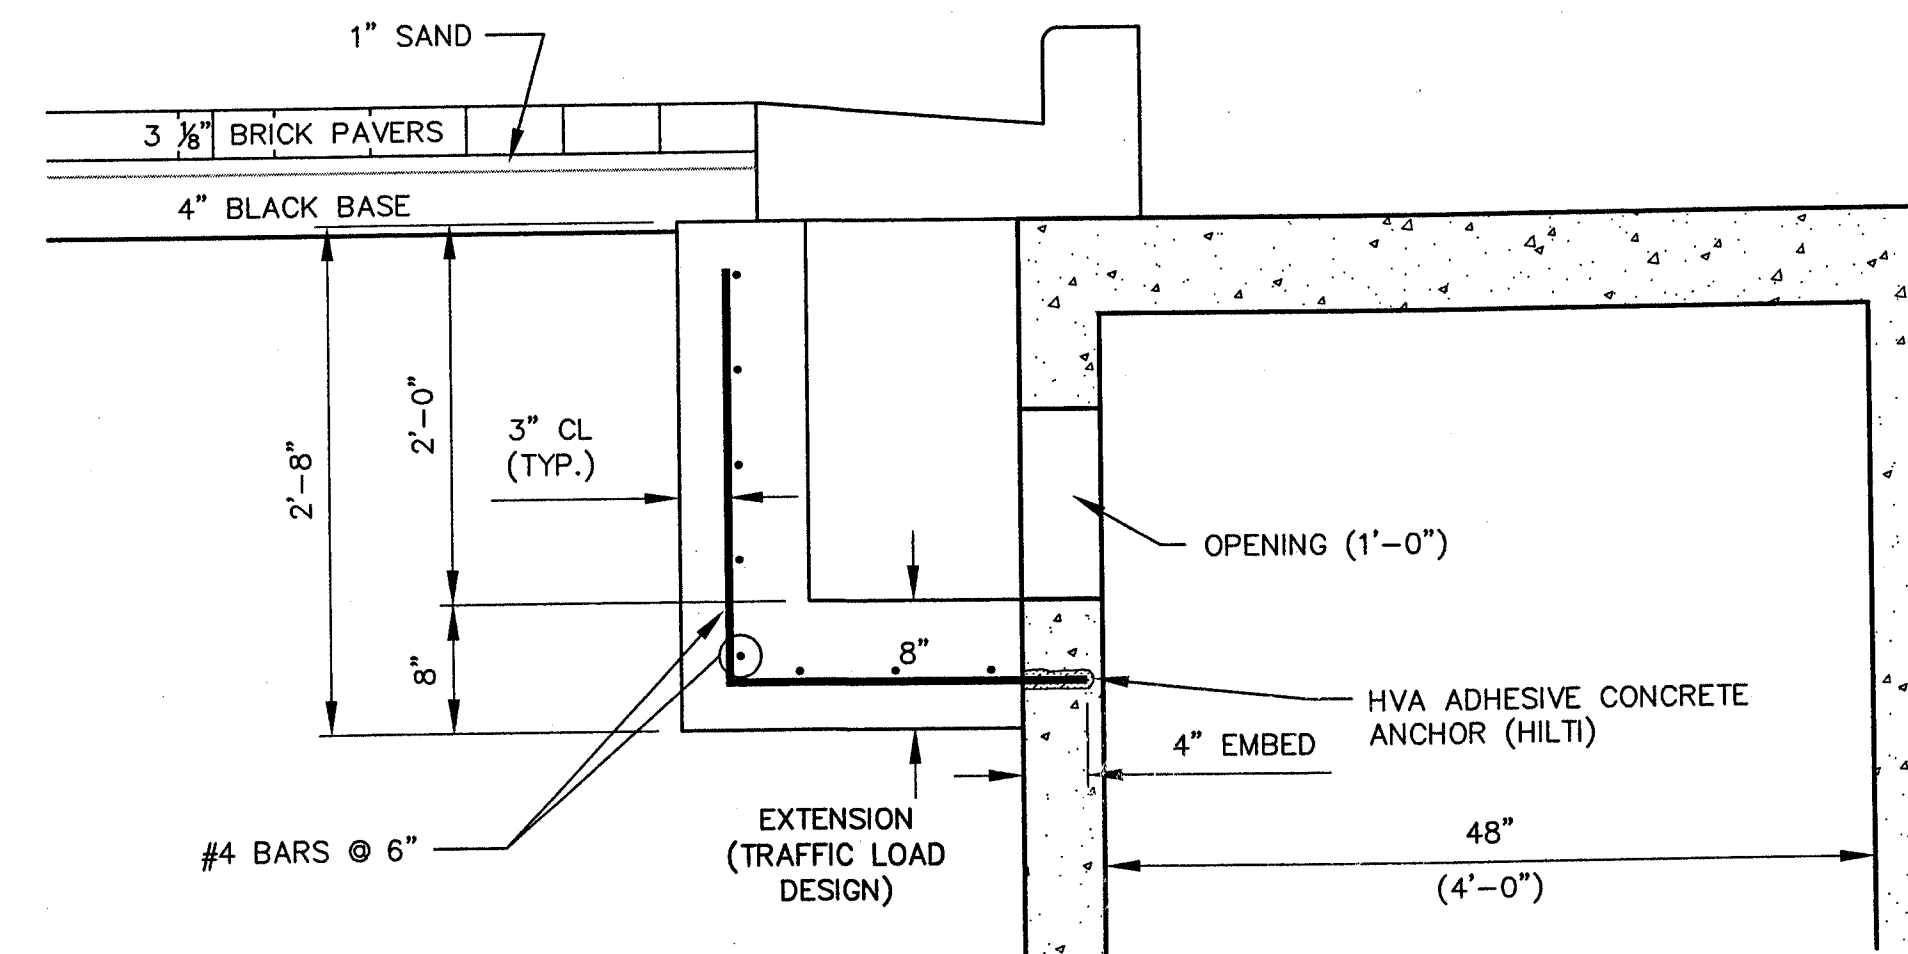 1" SAND
3 ⅛" BRICK PAVERS
4" BLACK BASE
2'-8"
2'-0"
3" CL
(TYP.)
OPENING (1'-0")
8"
8"
HVA ADHESIVE CONCRETE
ANCHOR (HILTI)
4" EMBED
#4 BARS @ 6"
EXTENSION
(TRAFFIC LOAD
DESIGN)
48"
(4'-0")